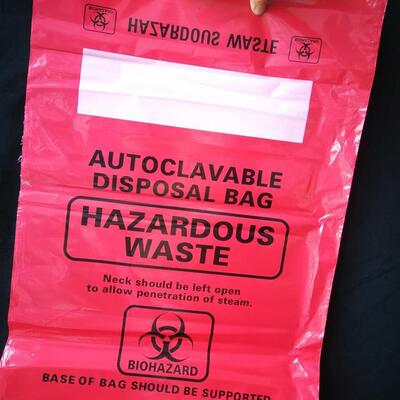 BIOHAZARD HAZARDOUS WASTE BIOHAZARD
AUTOCLAVABLE
DISPOSAL BAG
HAZARDOUS
WASTE
Neck should be left open
to allow penetration of steam.
BIOHAZARD
BASE OF BAG SHOULD BE SUPPORTED